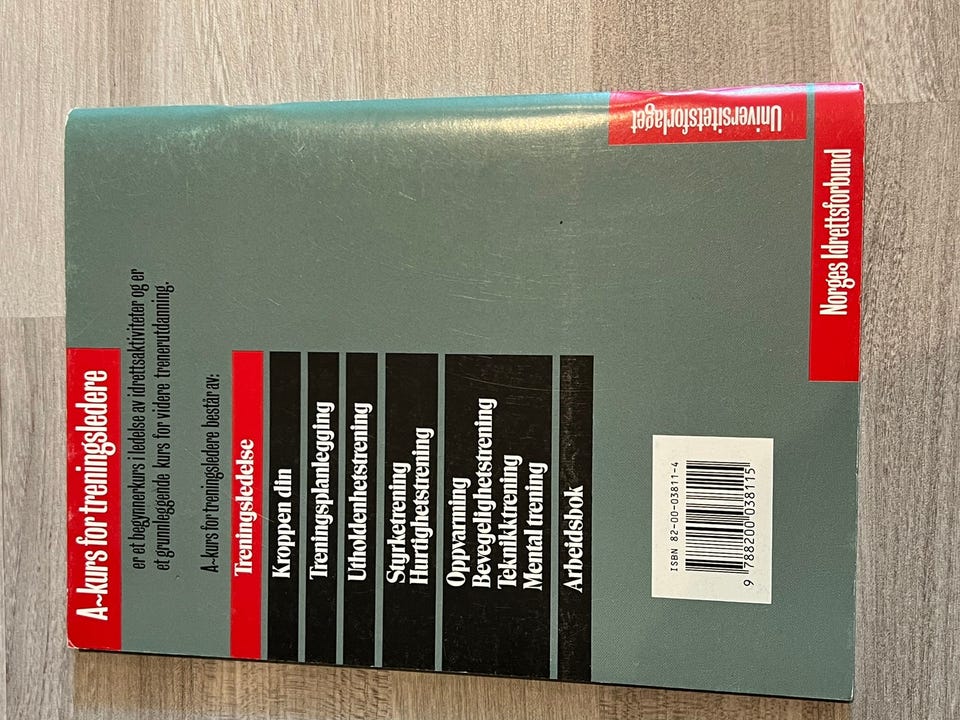 A-kurs for treningsledere
er et begynnerkurs i ledelse av idrettsaktiviteter og er
et grunnleggende kurs for videre trenerutdanning.
A-kurs for treningsledere består av:
Treningsledelse
Kroppen din
Treningsplanlegging
Utholdenhetstrening
Styrketrening
Hurtighetstrening
Oppvarming
Bevegelighetstrening
Teknikktrening
Mental trening
Arbeidsbok
ISBN 82-00-03811-4
9 788200 038115
Universitetsforlaget
Norges Idrettsforbund